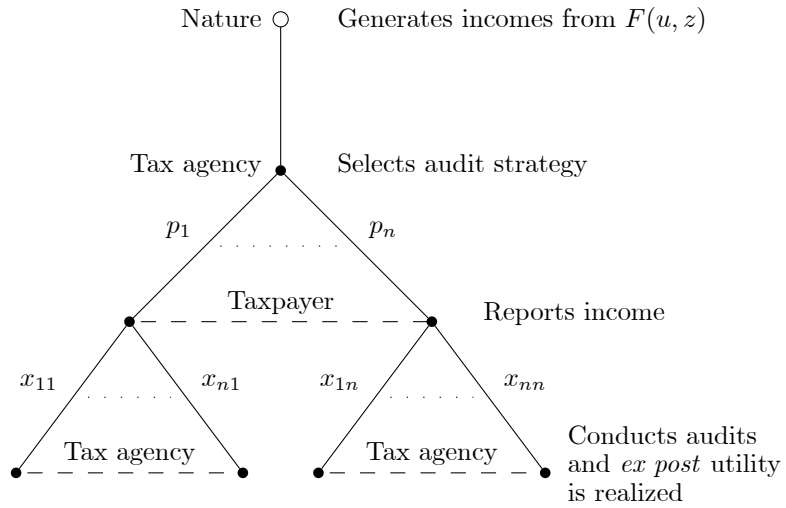 Nature Generates incomes from F(u, z)
Tax agency Selects audit strategy
p₁ pₙ
Taxpayer
Reports income
x₁₁ xₙ₁ x₁ₙ xₙₙ
Tax agency Tax agency
Conducts audits
and ex post utility
is realized